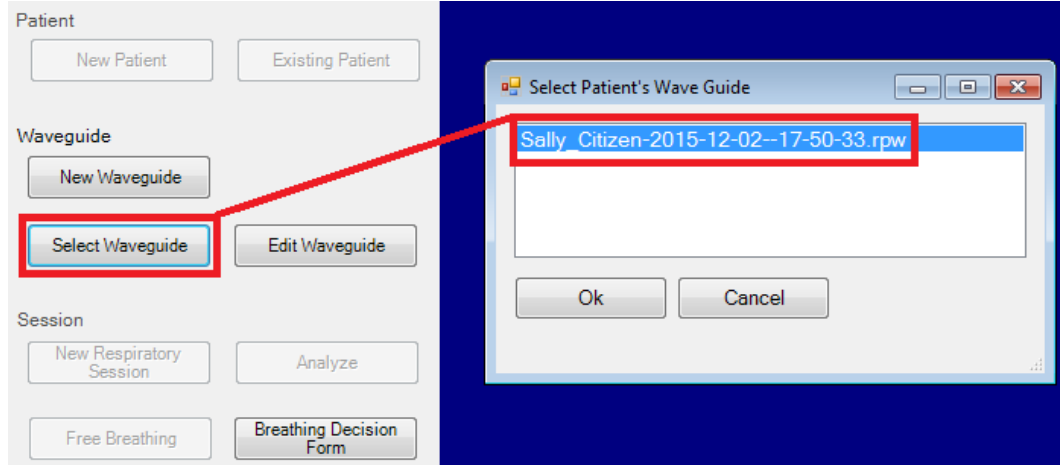 Patient
New Patient
Existing Patient
Waveguide
New Waveguide
Select Waveguide
Edit Waveguide
Session
New Respiratory
Session
Analyze
Free Breathing
Breathing Decision
Form
Select Patient's Wave Guide
Sally_Citizen-2015-12-02--17-50-33.rpw
Ok
Cancel